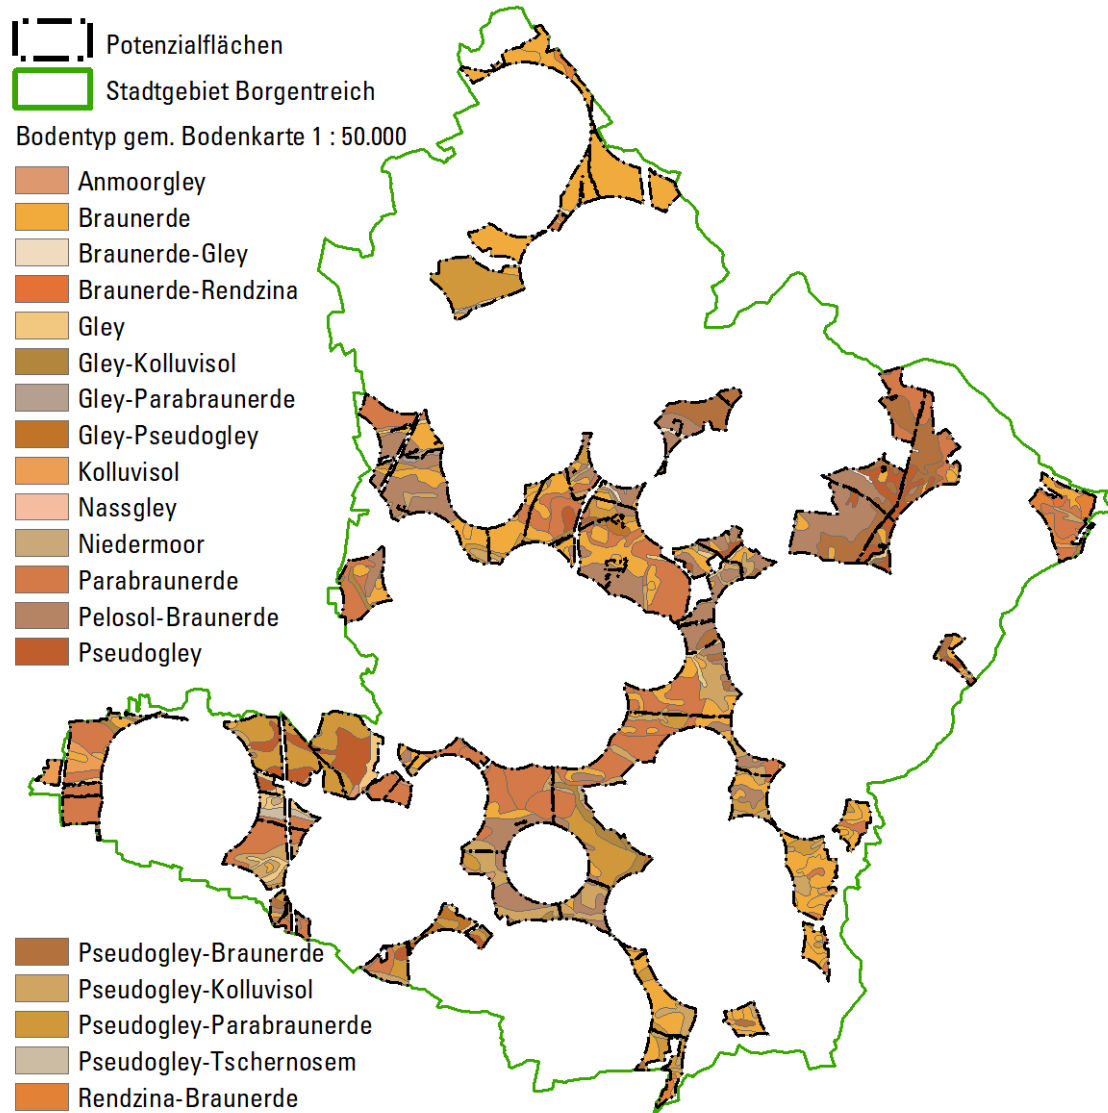 Potenzialflächen
Stadtgebiet Borgentreich
Bodentyp gem. Bodenkarte 1 : 50.000
Anmoorgley
Braunerde
Braunerde-Gley
Braunerde-Rendzina
Gley
Gley-Kolluvisol
Gley-Parabraunerde
Gley-Pseudogley
Kolluvisol
Nassgley
Niedermoor
Parabraunerde
Pelosol-Braunerde
Pseudogley
Pseudogley-Braunerde
Pseudogley-Kolluvisol
Pseudogley-Parabraunerde
Pseudogley-Tschernosem
Rendzina-Braunerde